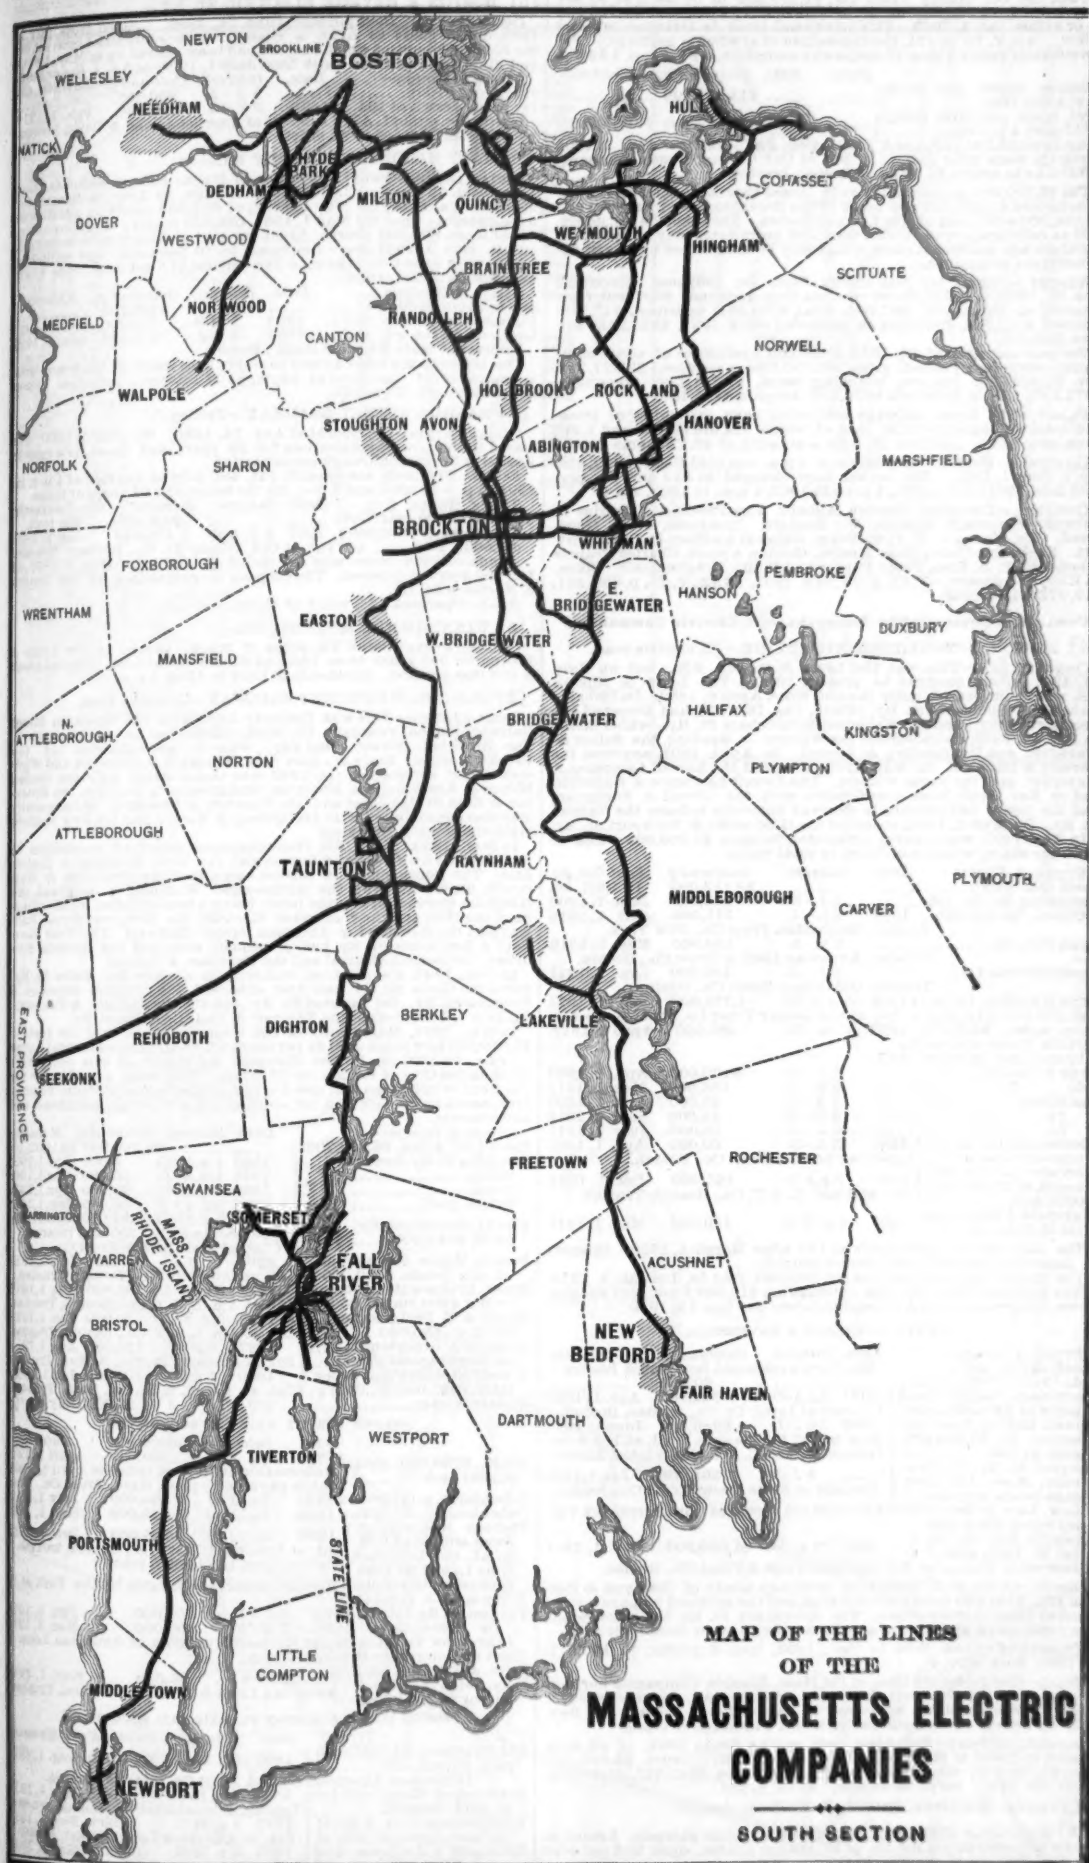 NEWTON
BROOKLINE
BOSTON
WELLESLEY
NEEDHAM
HULL
NATICK
HYDE
PARK
DEDHAM
MILTON
QUINCY
COHASSET
DOVER
WESTWOOD
WEYMOUTH
HINGHAM
BRAINTREE
SCITUATE
NORWOOD
MEDFIELD
RANDOLPH
CANTON
NORWELL
WALPOLE
HOLBROOK
ROCKLAND
STOUGHTON
AVON
HANOVER
ABINGTON
NORFOLK
SHARON
MARSHFIELD
BROCKTON
WHITMAN
FOXBOROUGH
PEMBROKE
HANSON
WRENTHAM
EASTON
E.
BRIDGEWATER
W. BRIDGEWATER
DUXBURY
MANSFIELD
HALIFAX
BRIDGEWATER
N.
ATTLEBOROUGH
KINGSTON
NORTON
PLYMPTON
ATTLEBOROUGH
TAUNTON
RAYNHAM
PLYMOUTH
MIDDLEBOROUGH
CARVER
BERKLEY
LAKEVILLE
DIGHTON
REHOBOTH
EAST PROVIDENCE
SEEKONK
FREETOWN
ROCHESTER
SWANSEA
BARRINGTON
SOMERSET
MASS.
RHODE ISLAND
WARREN
FALL
RIVER
ACUSHNET
BRISTOL
NEW
BEDFORD
FAIR HAVEN
DARTMOUTH
WESTPORT
TIVERTON
PORTSMOUTH
STATE LINE
LITTLE
COMPTON
MIDDLETOWN
NEWPORT
MAP OF THE LINES
OF THE
MASSACHUSETTS ELECTRIC
COMPANIES
SOUTH SECTION